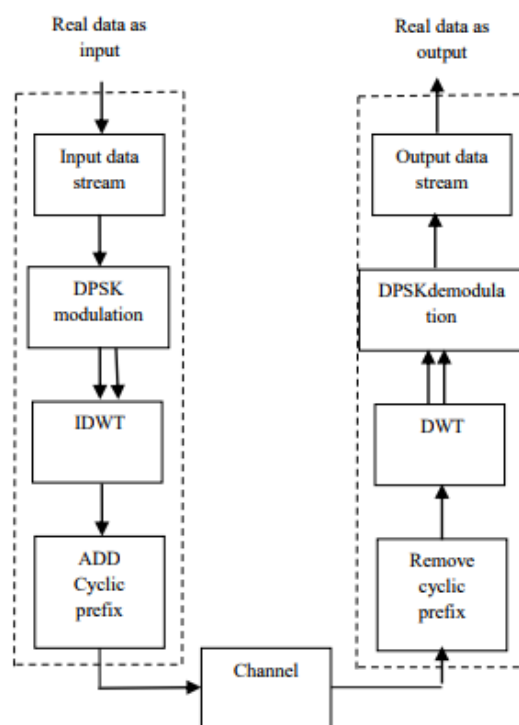 Real data as
input
Input data
stream
DPSK
modulation
IDWT
ADD
Cyclic
prefix
Channel
Real data as
output
Output data
stream
DPSKdemodula
tion
DWT
Remove
cyclic
prefix